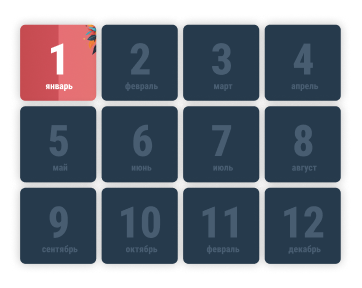 1 2 3 4
январь февраль март апрель
5 6 7 8
май июнь июль август
9 10 11 12
сентябрь октябрь февраль декабрь